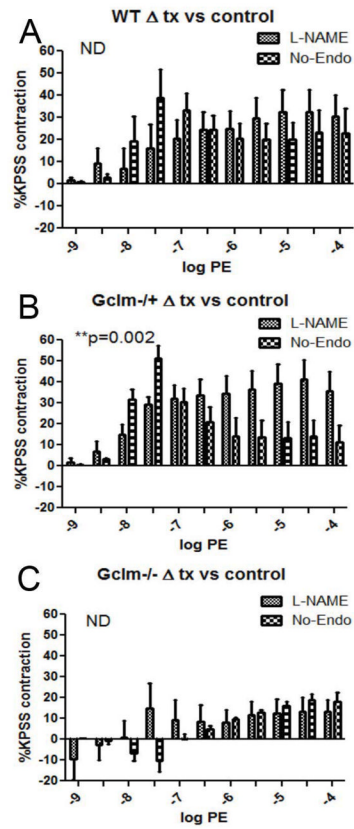 A
WT Δ tx vs control
ND
L-NAME
No-Endo
%KPSS contraction
60
50
40
30
20
10
0
-10
-20
-9
-8
-7
-6
-5
-4
log PE
B
Gclm-/+ Δ tx vs control
**p=0.002
L-NAME
No-Endo
%KPSS contraction
60
50
40
30
20
10
0
-10
-20
-9
-8
-7
-6
-5
-4
log PE
C
Gclm-/- Δ tx vs control
ND
L-NAME
No-Endo
%KPSS contraction
60
50
40
30
20
10
0
-10
-20
-9
-8
-7
-6
-5
-4
log PE